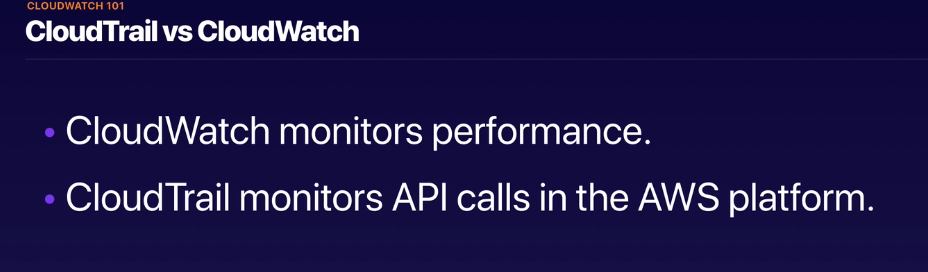 CLOUDWATCH 101
CloudTrail vs CloudWatch
• CloudWatch monitors performance.
• CloudTrail monitors API calls in the AWS platform.